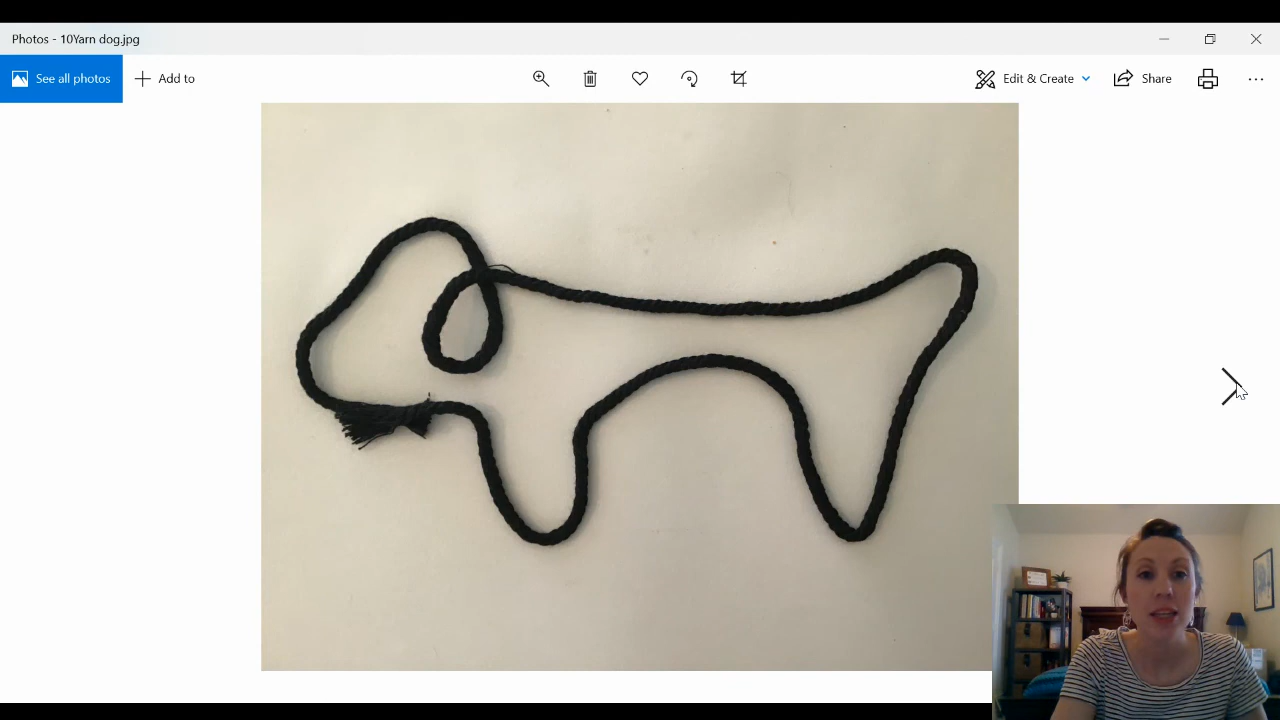 Photos - 10Yarn dog.jpg
See all photos
Add to
Edit & Create
Share